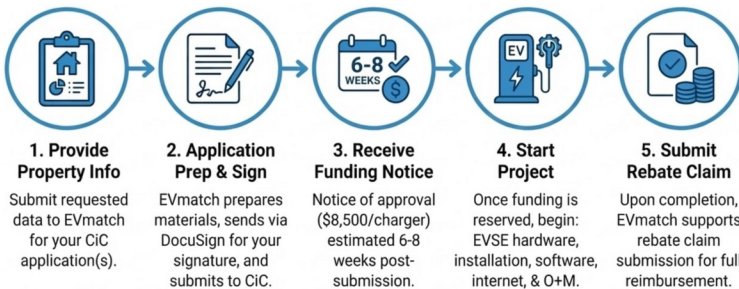 6-8
WEEKS
$
EV
1. Provide
Property Info
Submit requested
data to EVmatch
for your CiC
application(s).
2. Application
Prep & Sign
EVmatch prepares
materials, sends via
DocuSign for your
signature, and
submits to CiC.
3. Receive
Funding Notice
Notice of approval
($8,500/charger)
estimated 6-8
weeks post-
submission.
4. Start
Project
Once funding is
reserved, begin:
EVSE hardware,
installation, software,
internet, & O+M.
5. Submit
Rebate Claim
Upon completion,
EVmatch supports
rebate claim
submission for full
reimbursement.